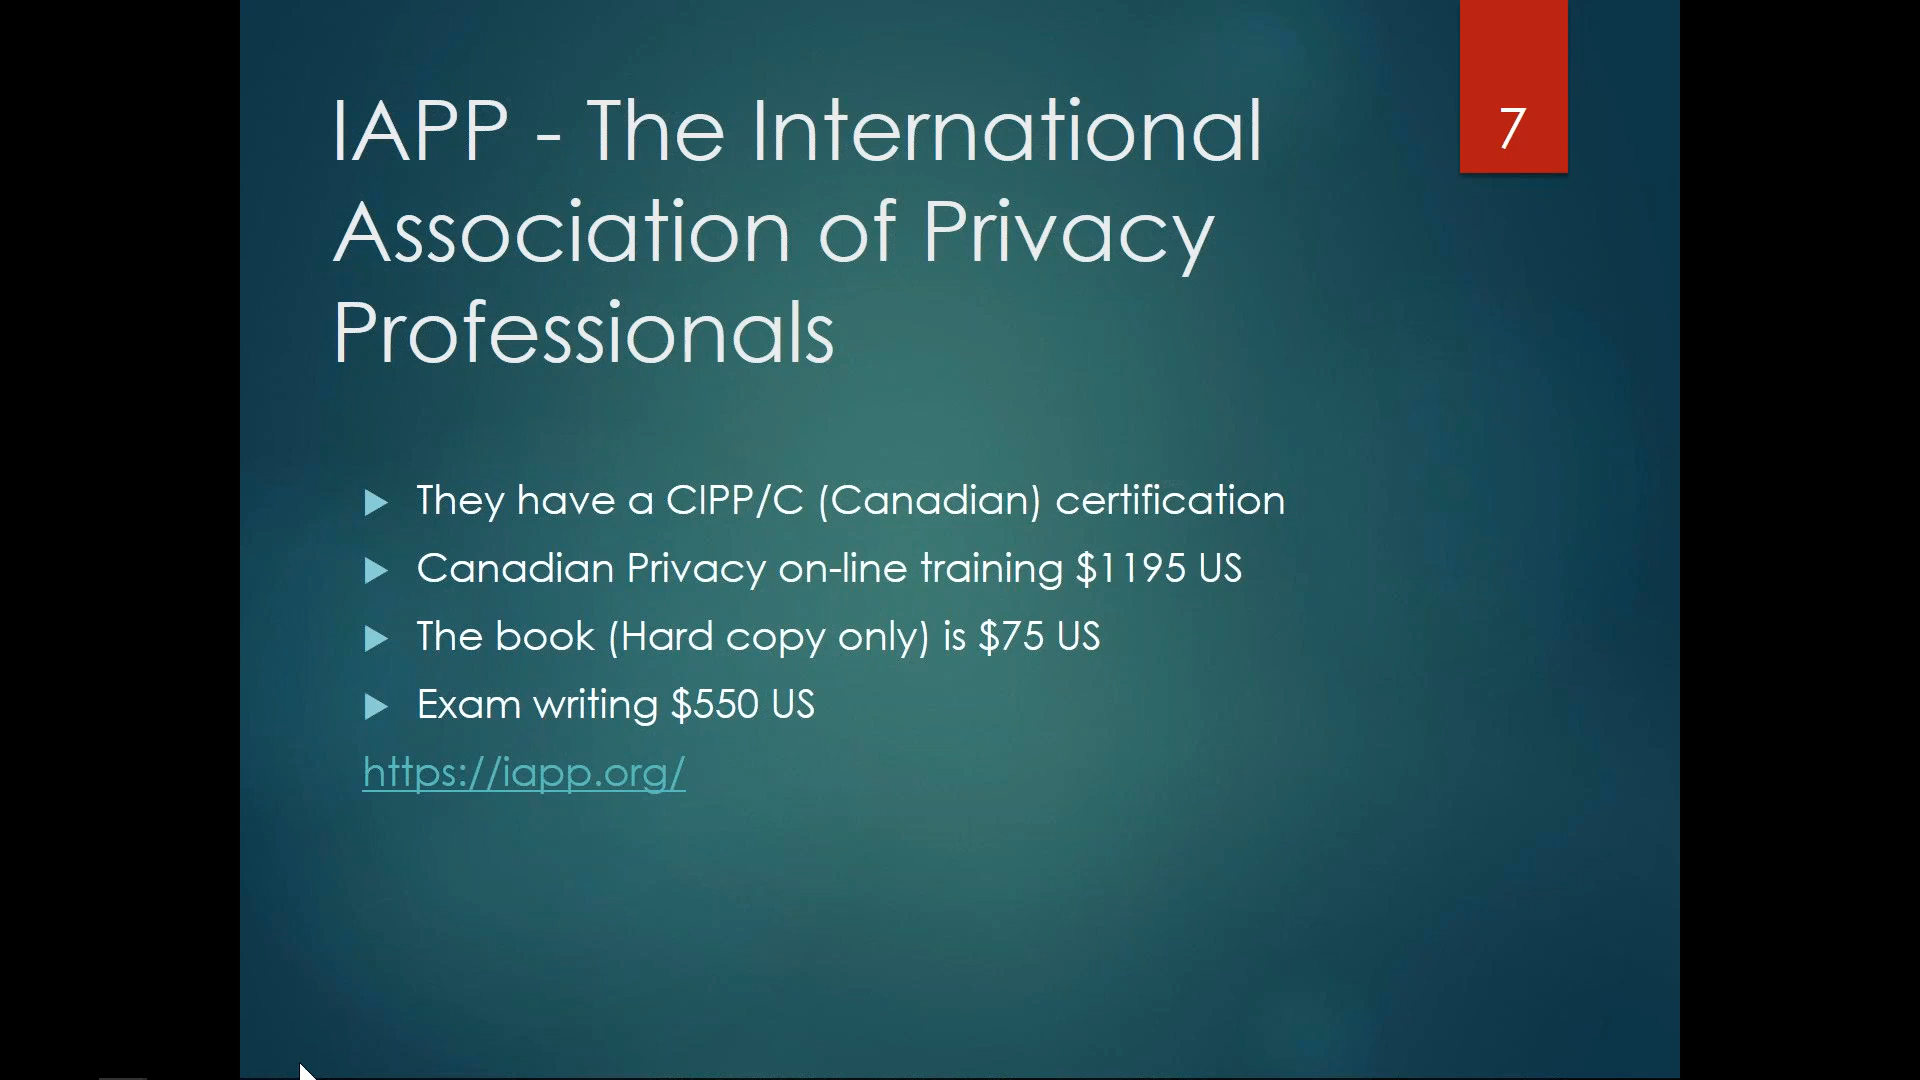 IAPP - The International
Association of Privacy
Professionals
7
They have a CIPP/C (Canadian) certification
Canadian Privacy on-line training $1195 US
The book (Hard copy only) is $75 US
Exam writing $550 US
https://iapp.org/